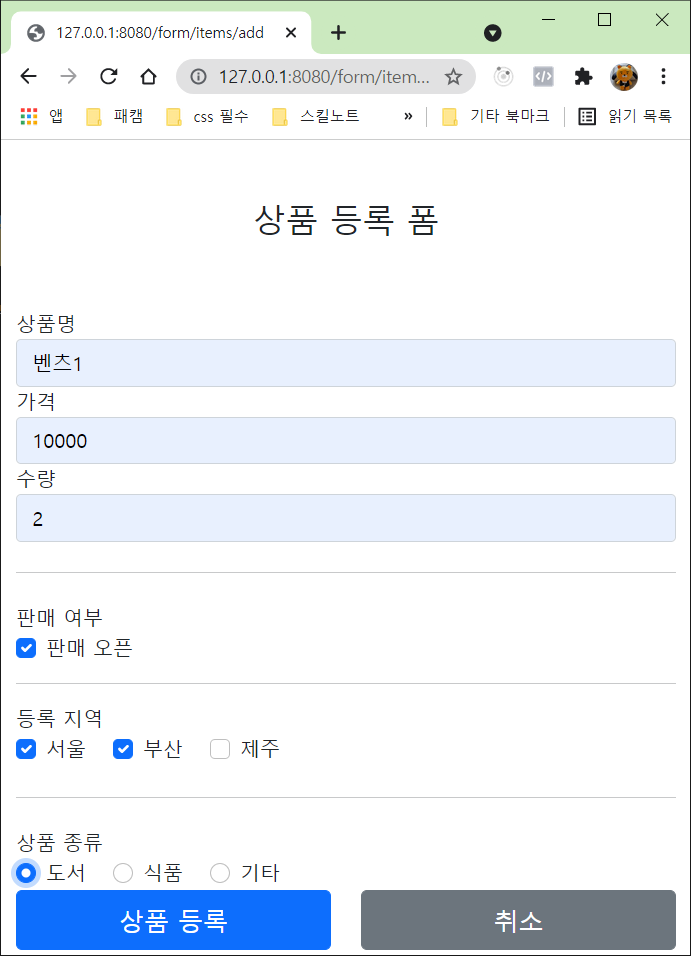 127.0.0.1:8080/form/items/add
127.0.0.1:8080/form/item...
앱 패캠 css 필수 스킬노트 » 기타 북마크 읽기 목록
상품 등록 폼
상품명
벤츠1
가격
10000
수량
2
판매 여부
판매 오픈
등록 지역
서울 부산 제주
상품 종류
도서 식품 기타
상품 등록 취소